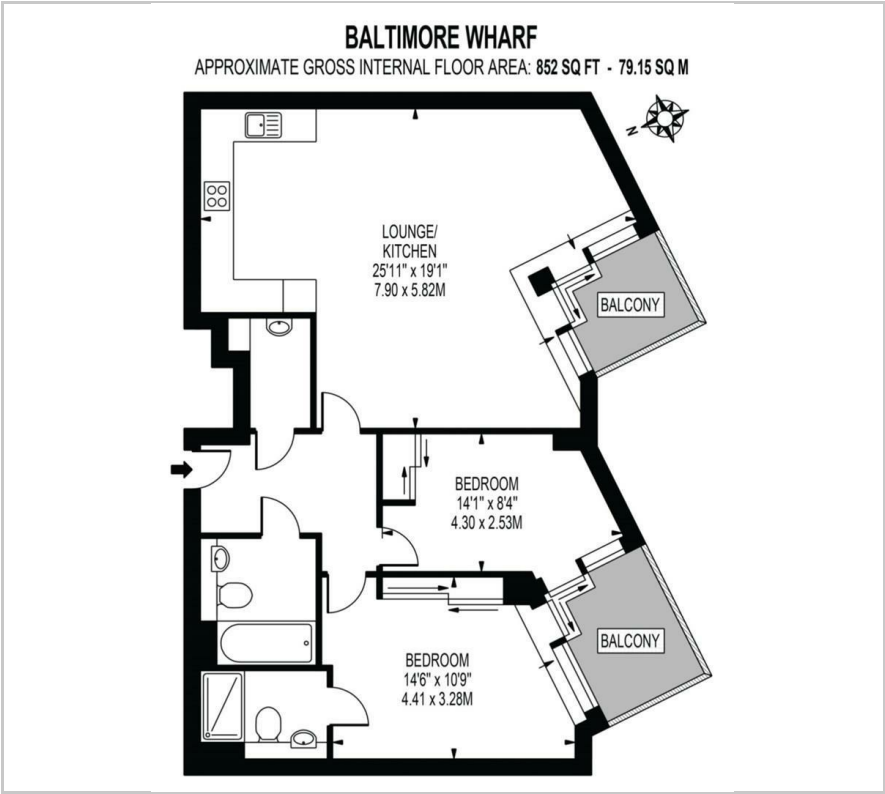 BALTIMORE WHARF
APPROXIMATE GROSS INTERNAL FLOOR AREA: 852 SQ FT - 79.15 SQ M
N
LOUNGE/
KITCHEN
25'11" x 19'1"
7.90 x 5.82M
BALCONY
BEDROOM
14'1" x 8'4"
4.30 x 2.53M
BALCONY
BEDROOM
14'6" x 10'9"
4.41 x 3.28M